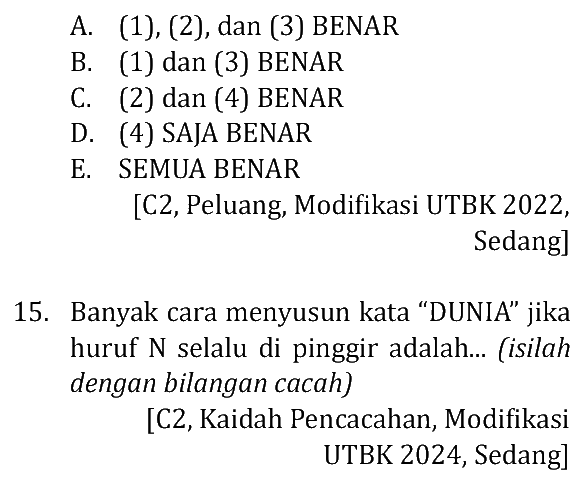 A. (1), (2), dan (3) BENAR
B. (1) dan (3) BENAR
C. (2) dan (4) BENAR
D. (4) SAJA BENAR
E. SEMUA BENAR
[C2, Peluang, Modifikasi UTBK 2022,
Sedang]
15. Banyak cara menyusun kata “DUNIA” jika
huruf N selalu di pinggir adalah... (isilah
dengan bilangan cacah)
[C2, Kaidah Pencacahan, Modifikasi
UTBK 2024, Sedang]